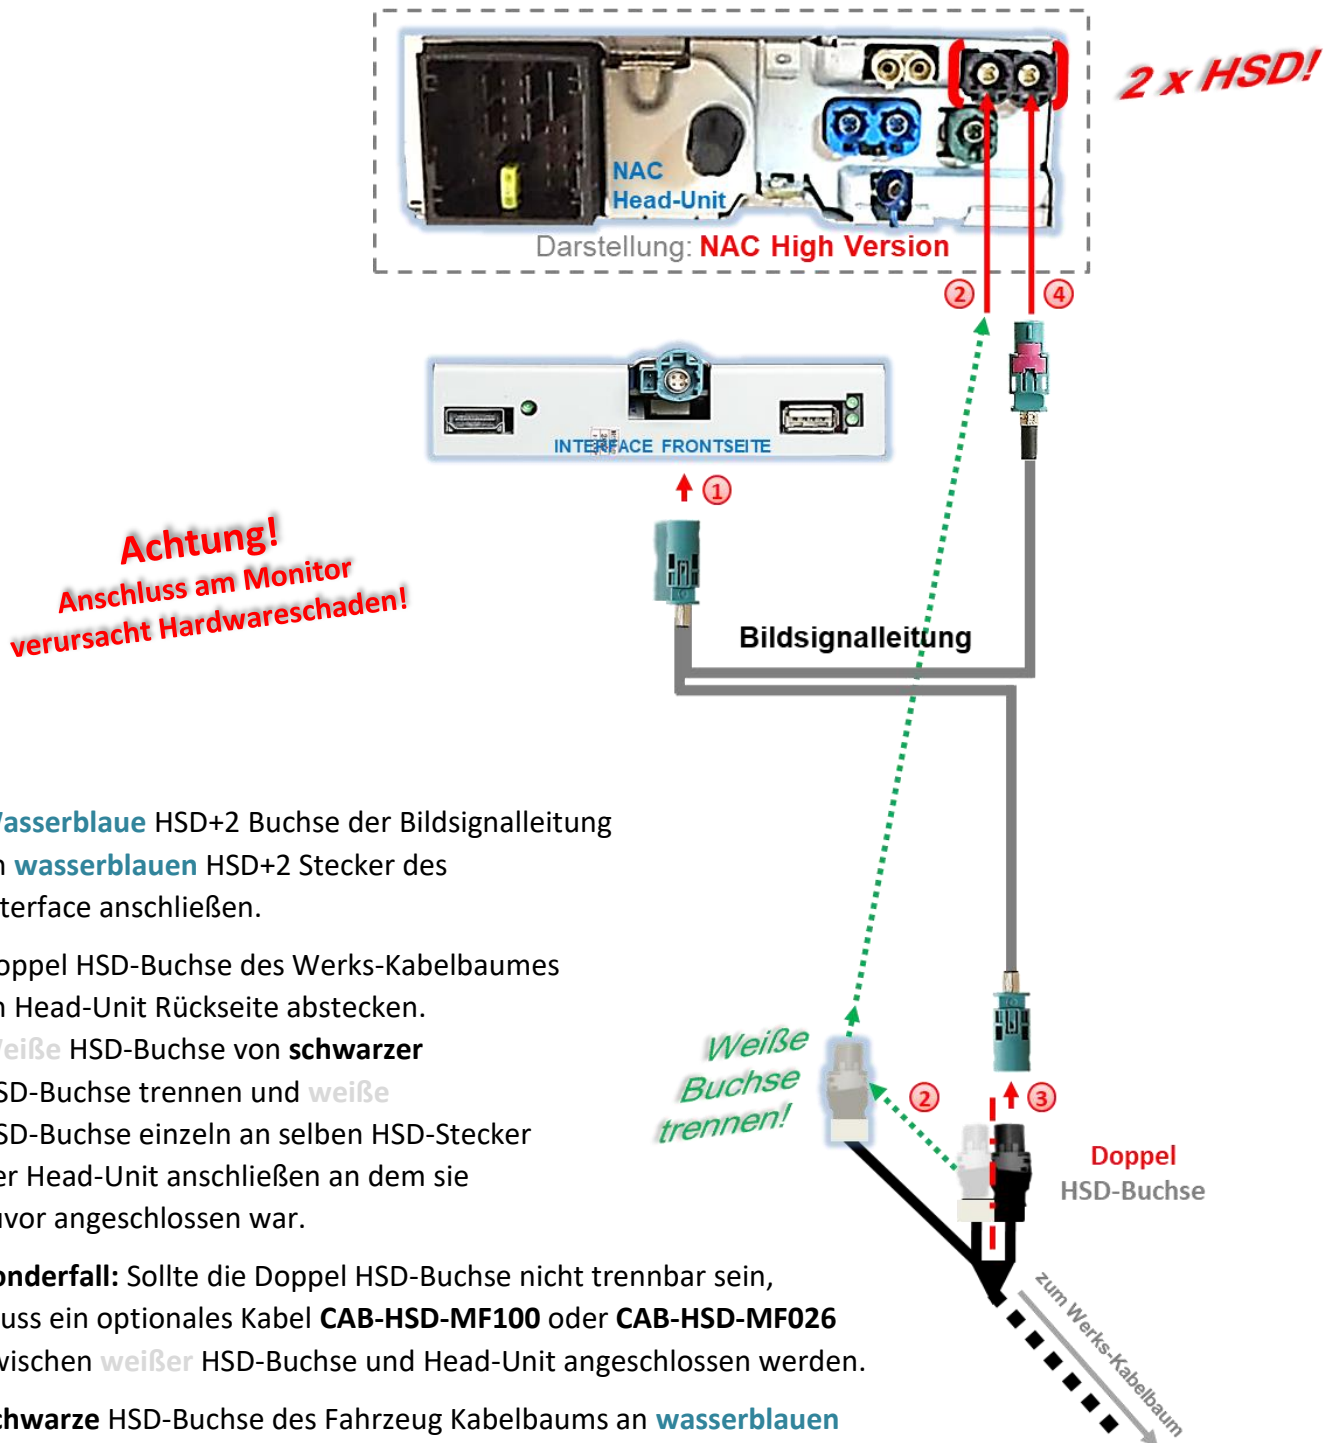 2 x HSD!
NAC
Head-Unit
Darstellung: NAC High Version
2
4
INTERFACE FRONTSEITE
1
Achtung!
Anschluss am Monitor
verursacht Hardwareschaden!
Bildsignalleitung
Wasserblaue HSD+2 Buchse der Bildsignalleitung
n wasserblauen HSD+2 Stecker des
nterface anschließen.
oppel HSD-Buchse des Werks-Kabelbaumes
n Head-Unit Rückseite abstecken.
Weiße HSD-Buchse von schwarzer
SD-Buchse trennen und weiße
SD-Buchse einzeln an selben HSD-Stecker
er Head-Unit anschließen an dem sie
uvor angeschlossen war.
onderfall: Sollte die Doppel HSD-Buchse nicht trennbar sein,
uss ein optionales Kabel CAB-HSD-MF100 oder CAB-HSD-MF026
wischen weißer HSD-Buchse und Head-Unit angeschlossen werden.
chwarze HSD-Buchse des Fahrzeug Kabelbaums an wasserblauen
Weiße
Buchse
trennen!
2
3
Doppel
HSD-Buchse
zum Werks-Kabelbaum